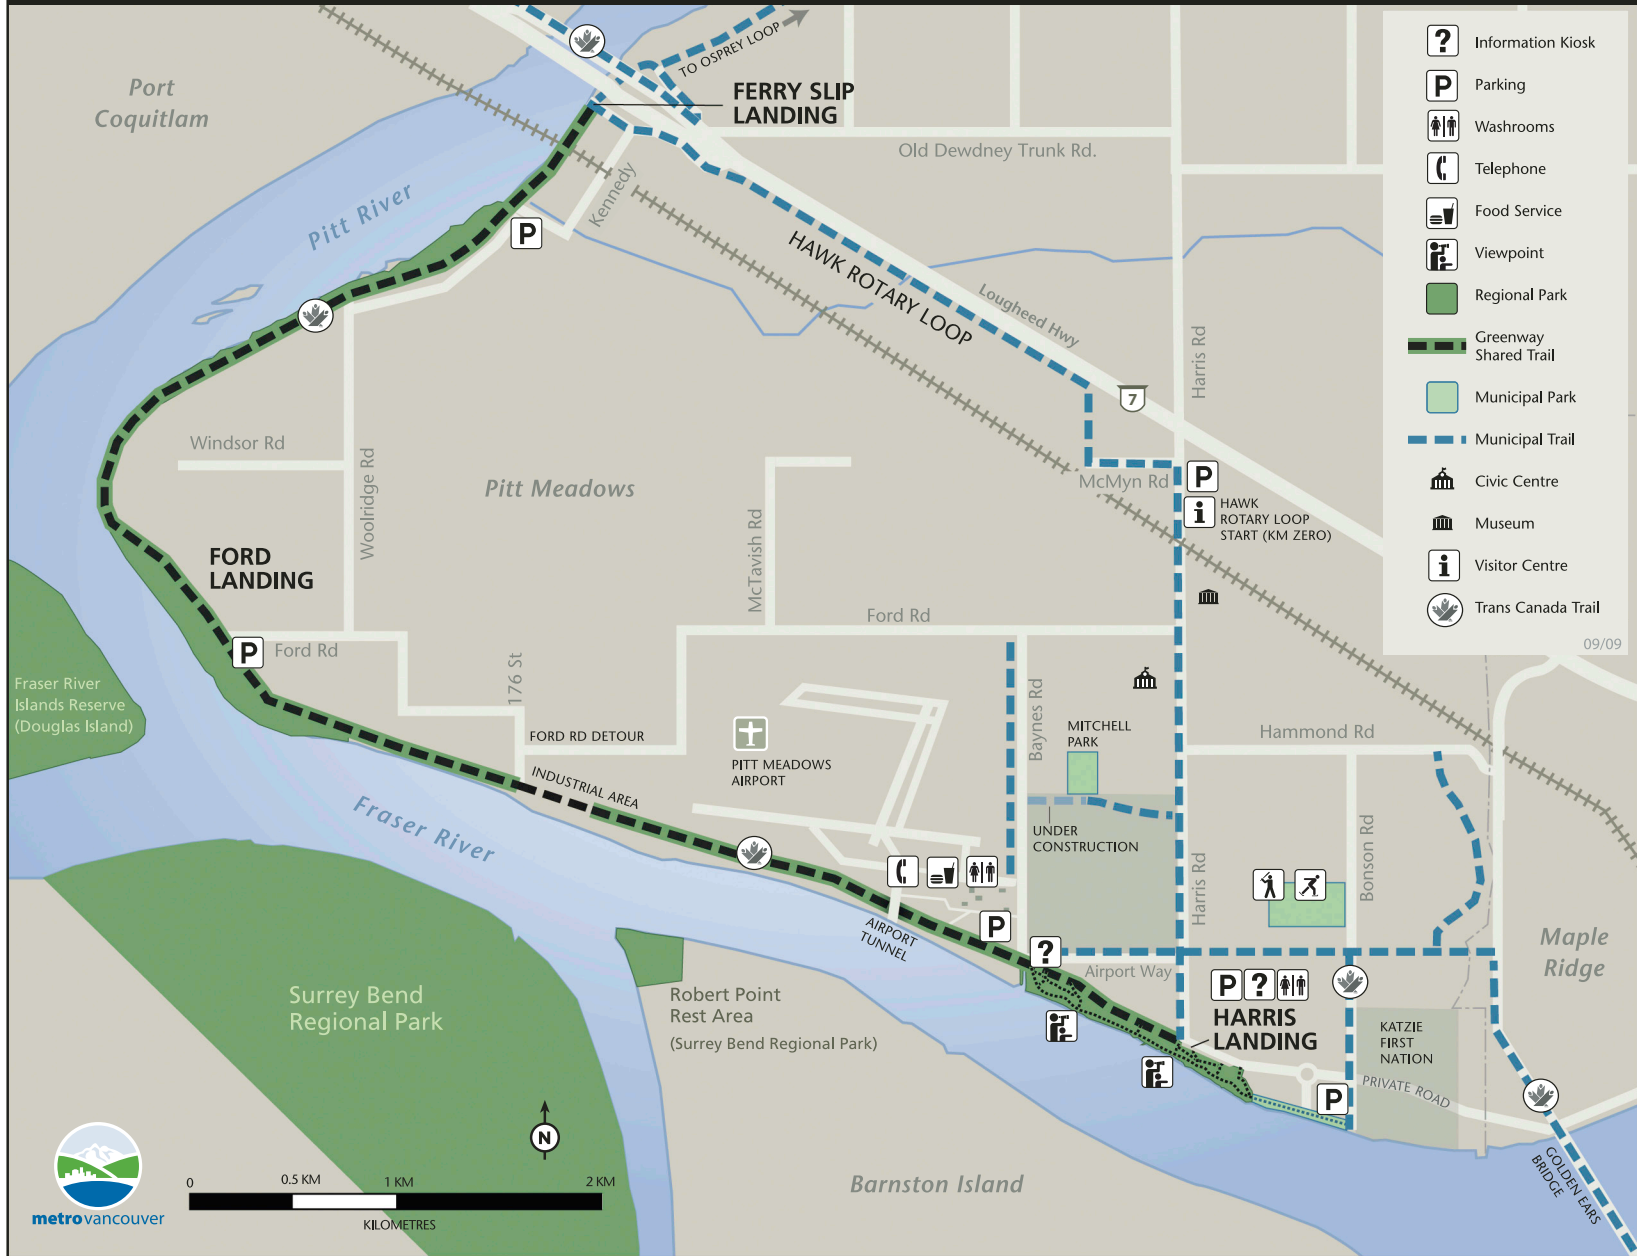 Port
Coquitlam
TO OSPREY LOOP
FERRY SLIP
LANDING
Old Dewdney Trunk Rd.
Pitt River
Kennedy
P
HAWK ROTARY LOOP
Lougheed Hwy
Harris Rd
7
Windsor Rd
Woolridge Rd
Pitt Meadows
McTavish Rd
McMyn Rd
P
i
HAWK
ROTARY LOOP
START (KM ZERO)
FORD
LANDING
P
Ford Rd
Ford Rd
176 St
Fraser River
Islands Reserve
(Douglas Island)
FORD RD DETOUR
INDUSTRIAL AREA
PITT MEADOWS
AIRPORT
Baynes Rd
MITCHELL
PARK
UNDER
CONSTRUCTION
Hammond Rd
Harris Rd
Bonson Rd
Fraser River
AIRPORT
TUNNEL
P
?
Airport Way
P
?
HARRIS
LANDING
KATZIE
FIRST
NATION
PRIVATE ROAD
P
Maple
Ridge
GOLDEN EARS
BRIDGE
Surrey Bend
Regional Park
Robert Point
Rest Area
(Surrey Bend Regional Park)
Barnston Island
N
metrovancouver
0
0.5 KM
1 KM
2 KM
KILOMETRES
? Information Kiosk
P Parking
Washrooms
Telephone
Food Service
Viewpoint
Regional Park
Greenway
Shared Trail
Municipal Park
Municipal Trail
Civic Centre
Museum
i Visitor Centre
Trans Canada Trail
09/09